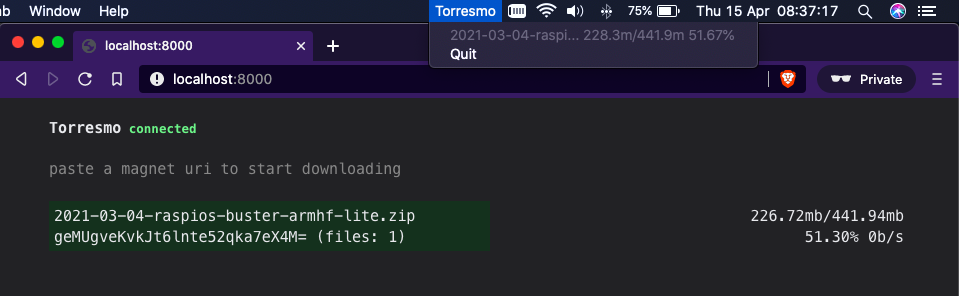 ab Window Help Torresmo 75% Thu 15 Apr 08:37:17
2021-03-04-raspi... 228.3m/441.9m 51.67%
Quit
localhost:8000
localhost:8000 Private
Torresmo connected
paste a magnet uri to start downloading
2021-03-04-raspios-buster-armhf-lite.zip 226.72mb/441.94mb
geMUgveKvkJt6lnte52qka7eX4M= (files: 1) 51.30% 0b/s